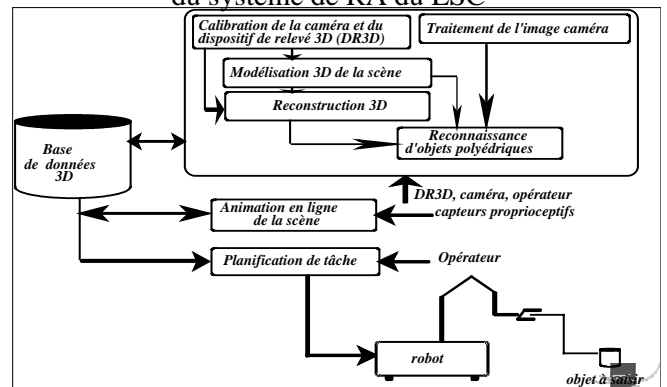 du système de RA du LSC
Calibration de la caméra et du
dispositif de relevé 3D (DR3D)
Traitement de l'image caméra
Modélisation 3D de la scène
Reconstruction 3D
Reconnaissance
d'objets polyédriques
Base
de données
3D
DR3D, caméra, opérateur
capteurs proprioceptifs
Animation en ligne
de la scène
Planification de tâche
Opérateur
robot
objet à saisir